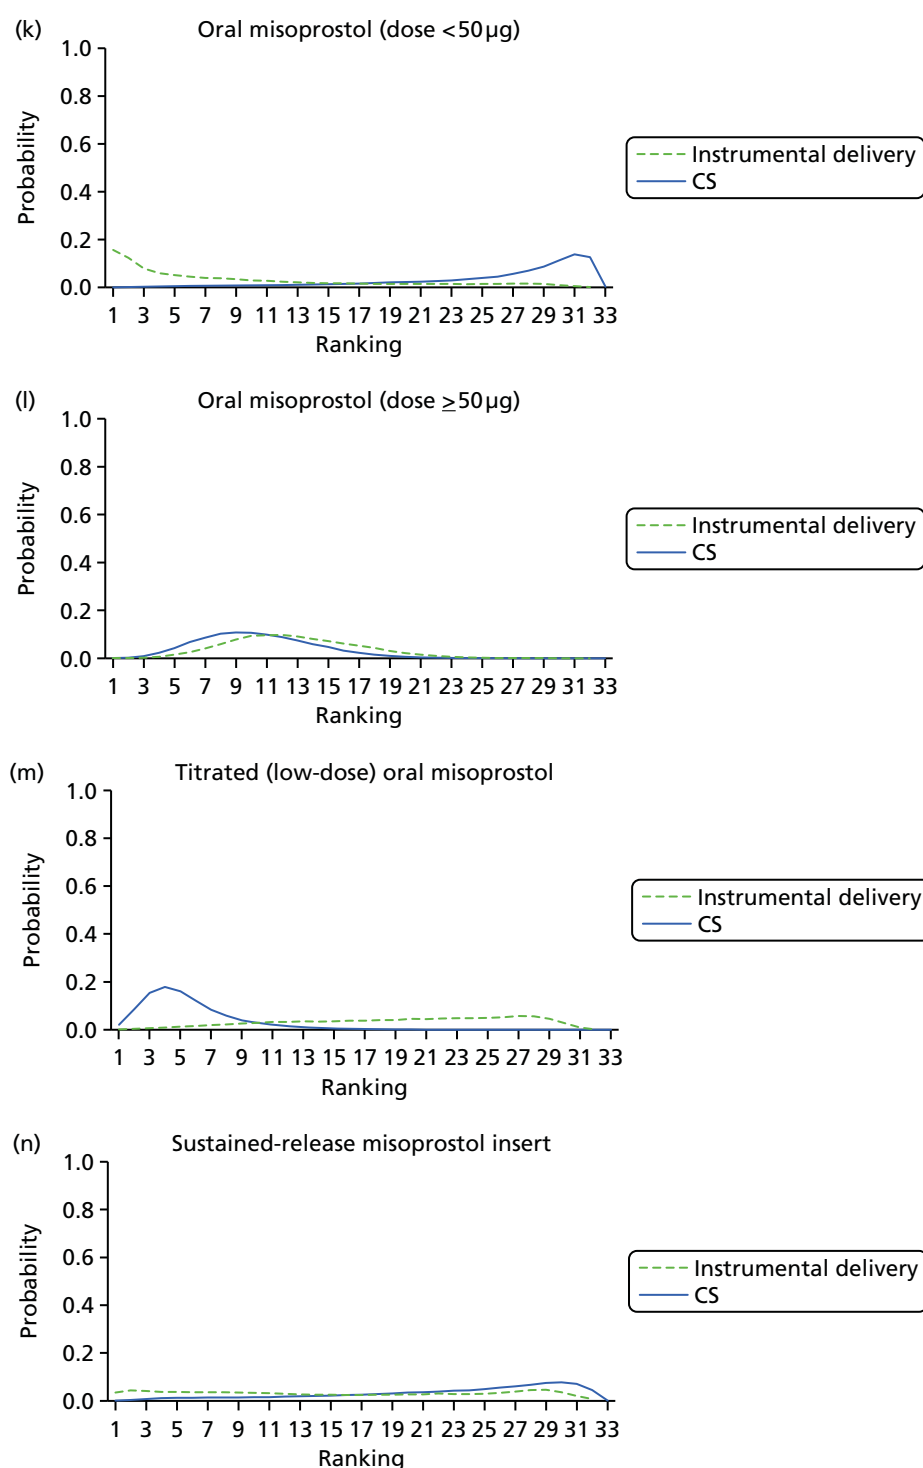 (k) Oral misoprostol (dose <50µg)
1.0
0.8
0.6
0.4
0.2
0.0
Probability
1 3 5 7 9 11 13 15 17 19 21 23 25 27 29 31 33
Ranking
Instrumental delivery
CS
(l) Oral misoprostol (dose ≥50µg)
1.0
0.8
0.6
0.4
0.2
0.0
Probability
1 3 5 7 9 11 13 15 17 19 21 23 25 27 29 31 33
Ranking
Instrumental delivery
CS
(m) Titrated (low-dose) oral misoprostol
1.0
0.8
0.6
0.4
0.2
0.0
Probability
1 3 5 7 9 11 13 15 17 19 21 23 25 27 29 31 33
Ranking
Instrumental delivery
CS
(n) Sustained-release misoprostol insert
1.0
0.8
0.6
0.4
0.2
0.0
Probability
1 3 5 7 9 11 13 15 17 19 21 23 25 27 29 31 33
Ranking
Instrumental delivery
CS